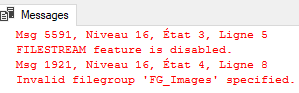 Messages
Msg 5591, Niveau 16, État 3, Ligne 5
FILESTREAM feature is disabled.
Msg 1921, Niveau 16, État 4, Ligne 8
Invalid filegroup 'FG_Images' specified.